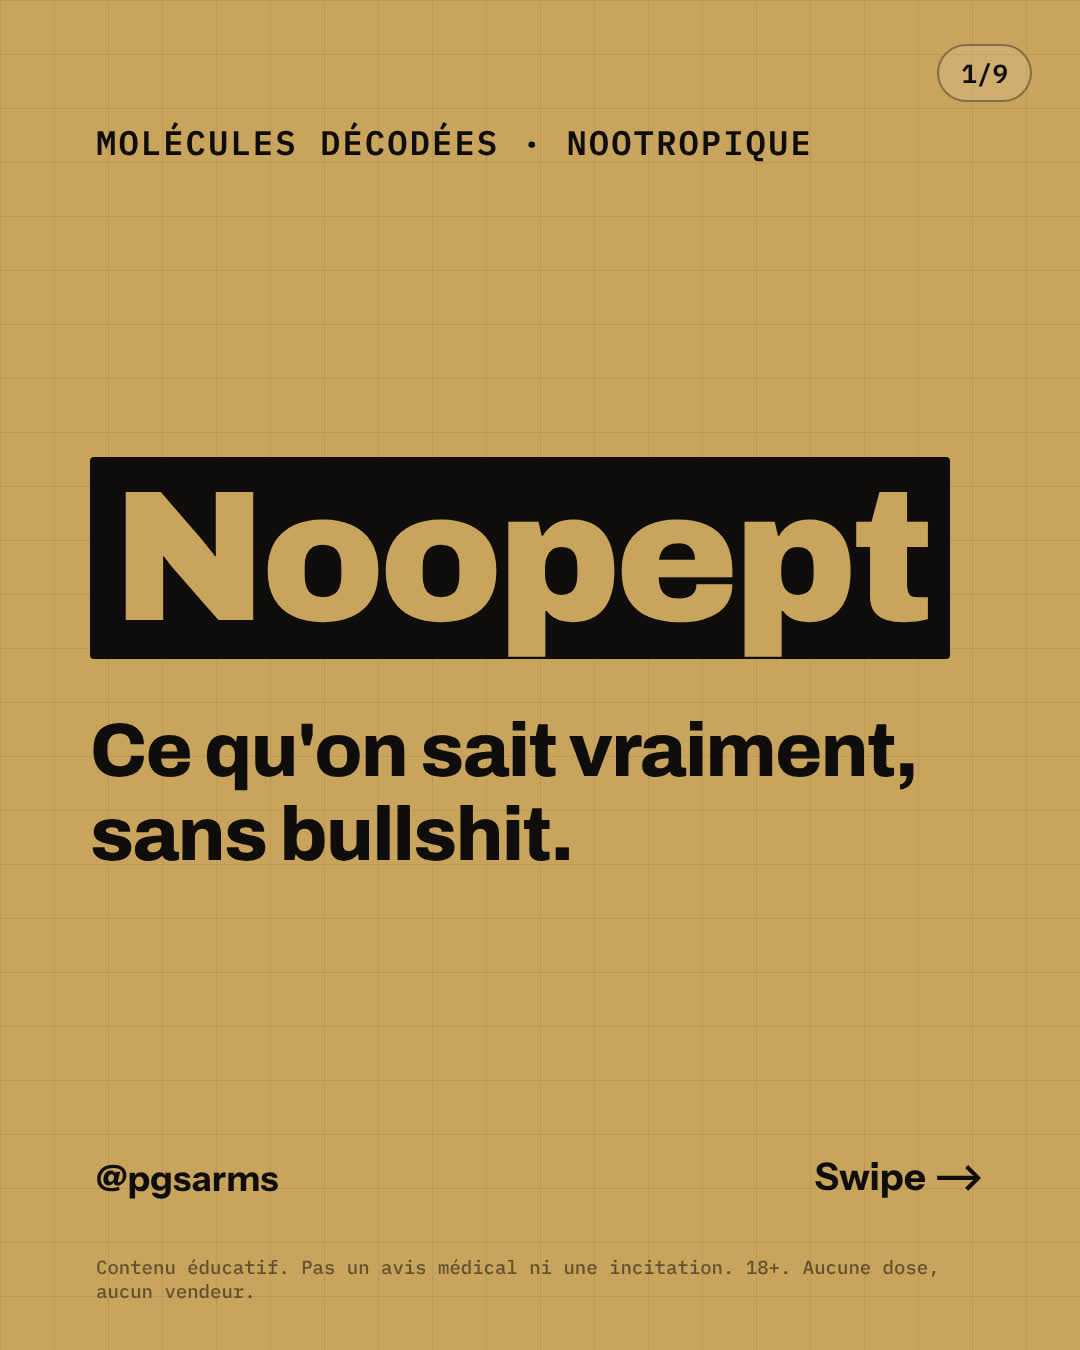 1/9
MOLÉCULES DÉCODÉES · NOOTROPIQUE
Noopept
Ce qu'on sait vraiment,
sans bullshit.
@pgsarms
Swipe →
Contenu éducatif. Pas un avis médical ni une incitation. 18+. Aucune dose,
aucun vendeur.